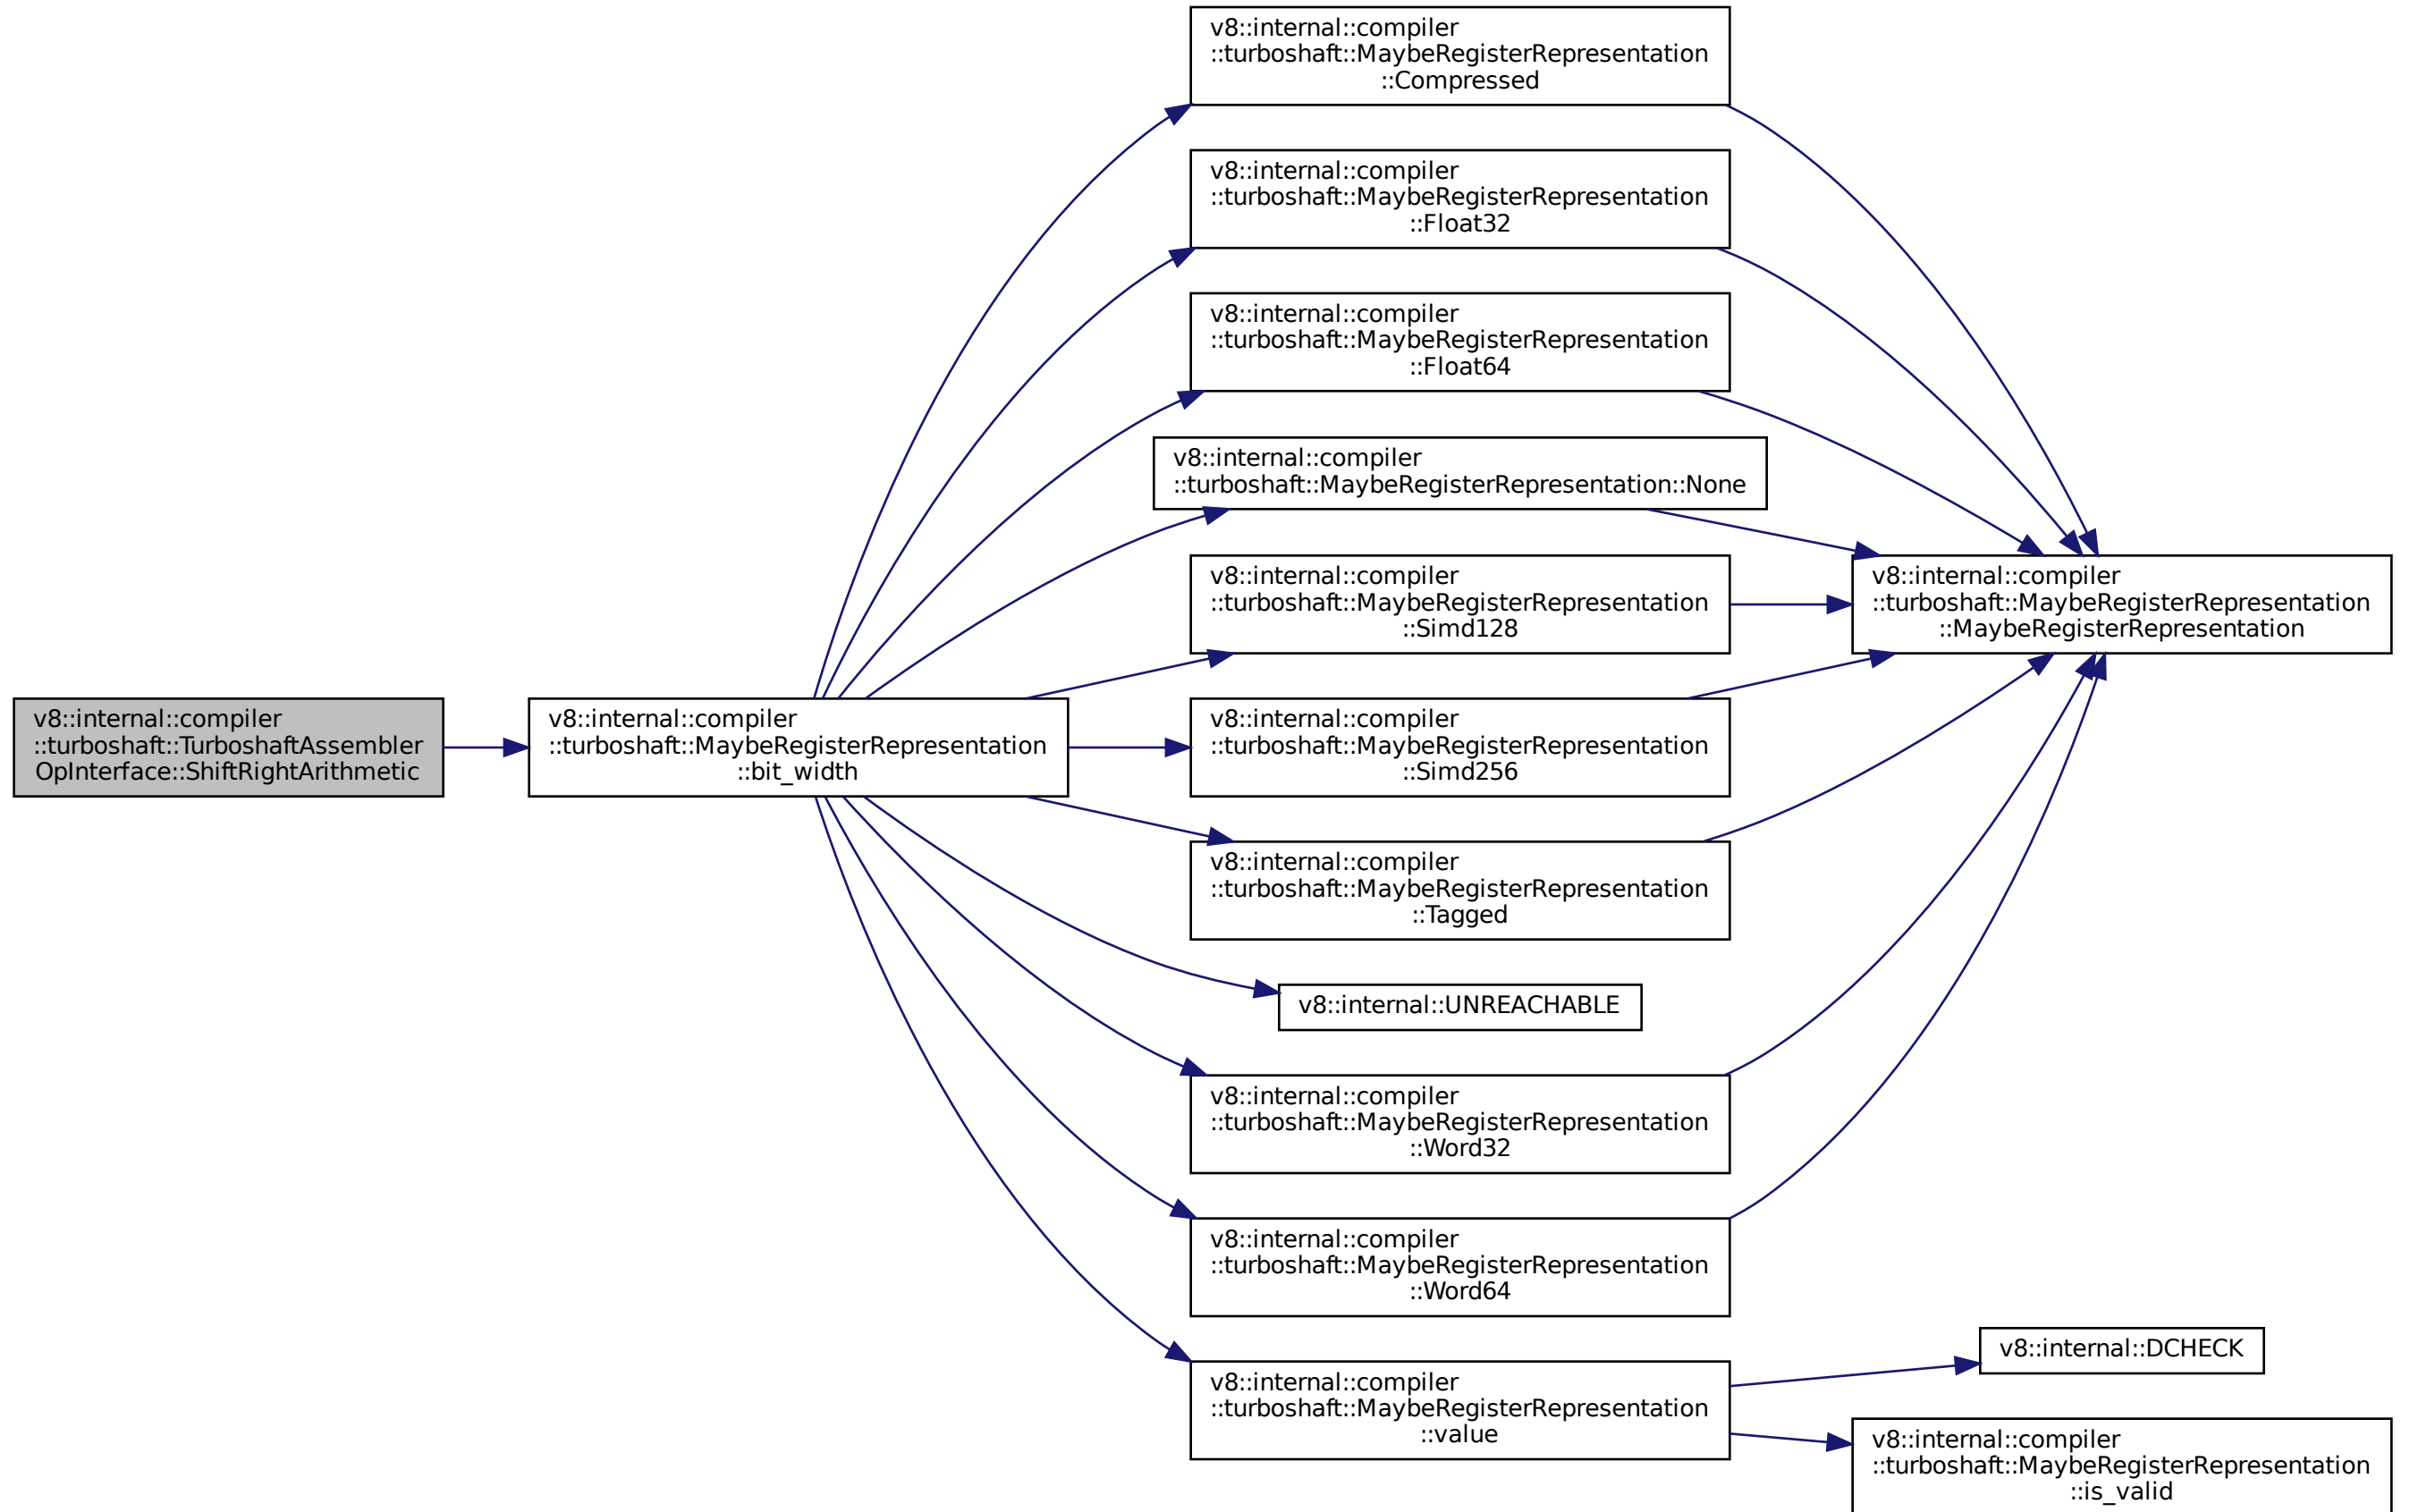 v8::internal::compiler
::turboshaft::TurboshaftAssembler
OpInterface::ShiftRightArithmetic
v8::internal::compiler
::turboshaft::MaybeRegisterRepresentation
::bit_width
v8::internal::compiler
::turboshaft::MaybeRegisterRepresentation
::Compressed
v8::internal::compiler
::turboshaft::MaybeRegisterRepresentation
::Float32
v8::internal::compiler
::turboshaft::MaybeRegisterRepresentation
::Float64
v8::internal::compiler
::turboshaft::MaybeRegisterRepresentation::None
v8::internal::compiler
::turboshaft::MaybeRegisterRepresentation
::Simd128
v8::internal::compiler
::turboshaft::MaybeRegisterRepresentation
::Simd256
v8::internal::compiler
::turboshaft::MaybeRegisterRepresentation
::Tagged
v8::internal::UNREACHABLE
v8::internal::compiler
::turboshaft::MaybeRegisterRepresentation
::Word32
v8::internal::compiler
::turboshaft::MaybeRegisterRepresentation
::Word64
v8::internal::compiler
::turboshaft::MaybeRegisterRepresentation
::value
v8::internal::compiler
::turboshaft::MaybeRegisterRepresentation
::MaybeRegisterRepresentation
v8::internal::DCHECK
v8::internal::compiler
::turboshaft::MaybeRegisterRepresentation
::is_valid